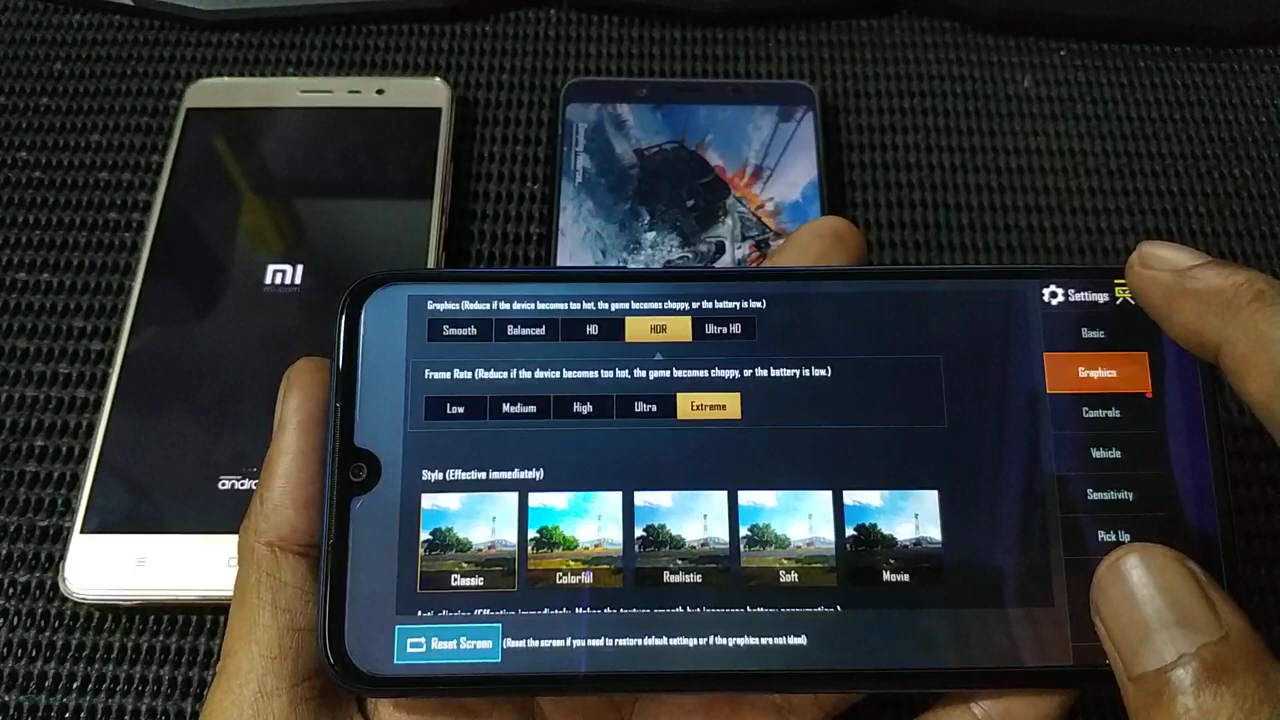 mi
mi.com
Graphics (Reduce if the device becomes too hot, the game becomes choppy, or the battery is low.)
Smooth Balanced HD HDR Ultra HD
Frame Rate (Reduce if the device becomes too hot, the game becomes choppy, or the battery is low.)
Low Medium High Ultra Extreme
Style (Effective immediately)
Classic Colorful Realistic Soft Movie
Reset Screen (Reset the screen if you need to restore default settings or if the graphics are not ideal)
Settings
Basic
Graphics
Controls
Vehicle
Sensitivity
Pick Up